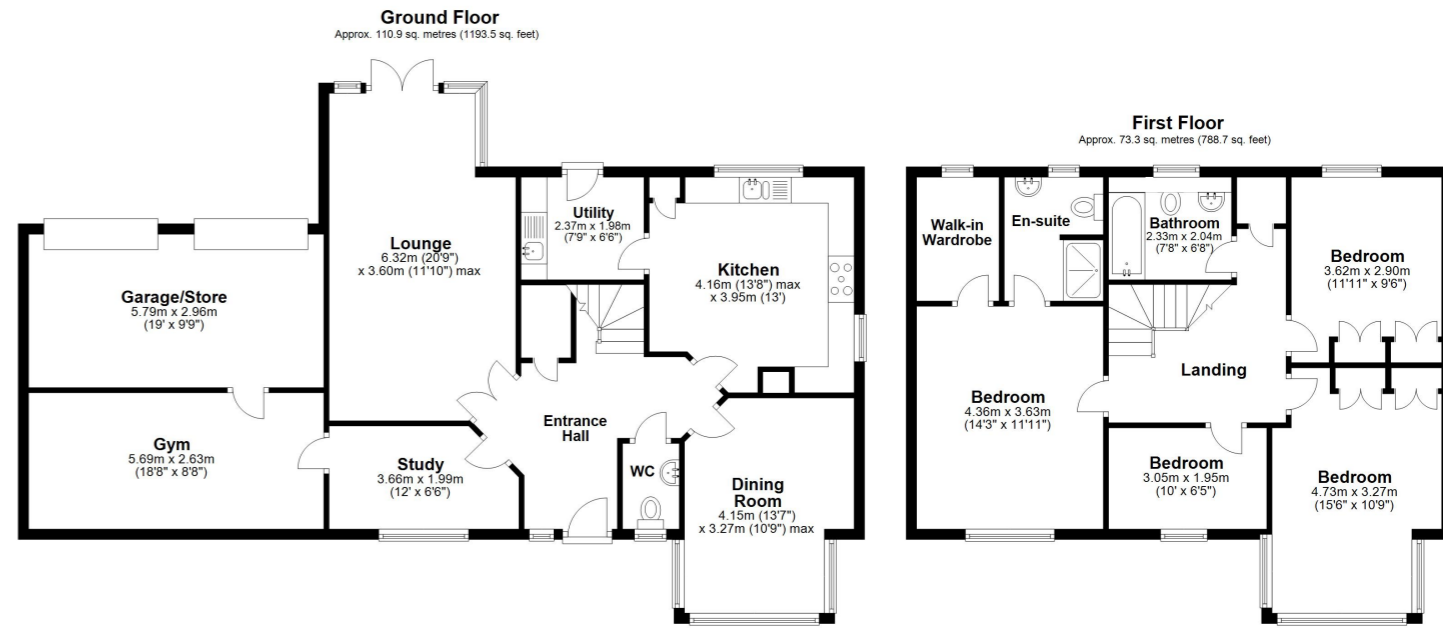 Ground Floor
Approx. 110.9 sq. metres (1193.5 sq. feet)
Garage/Store
5.79m x 2.96m
(19' x 9'9")
Lounge
6.32m (20'9")
x 3.60m (11'10") max
Utility
2.37m x 1.98m
(7'9" x 6'6")
Kitchen
4.16m (13'8") max
x 3.95m (13')
Gym
5.69m x 2.63m
(18'8" x 8'8")
Study
3.66m x 1.99m
(12' x 6'6")
Entrance
Hall
WC
Dining
Room
4.15m (13'7")
x 3.27m (10'9") max
First Floor
Approx. 73.3 sq. metres (788.7 sq. feet)
Walk-in
Wardrobe
En-suite
Bathroom
2.33m x 2.04m
(7'8" x 6'8")
Bedroom
3.62m x 2.90m
(11'11" x 9'6")
Landing
Bedroom
4.36m x 3.63m
(14'3" x 11'11")
Bedroom
3.05m x 1.95m
(10' x 6'5")
Bedroom
4.73m x 3.27m
(15'6" x 10'9")